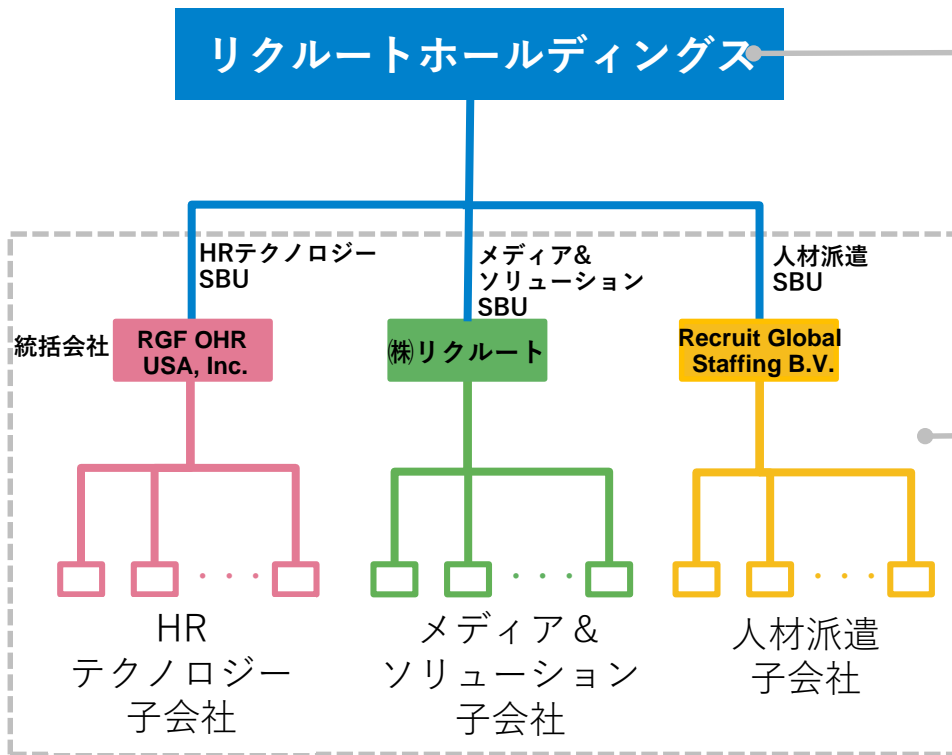 リクルートホールディングス
HRテクノロジー
SBU
メディア&
ソリューション
SBU
人材派遣
SBU
統括会社
RGF OHR
USA, Inc.
㈱リクルート
Recruit Global
Staffing B.V.
・・・
・・・
・・・
HR
テクノロジー
子会社
メディア＆
ソリューション
子会社
人材派遣
子会社